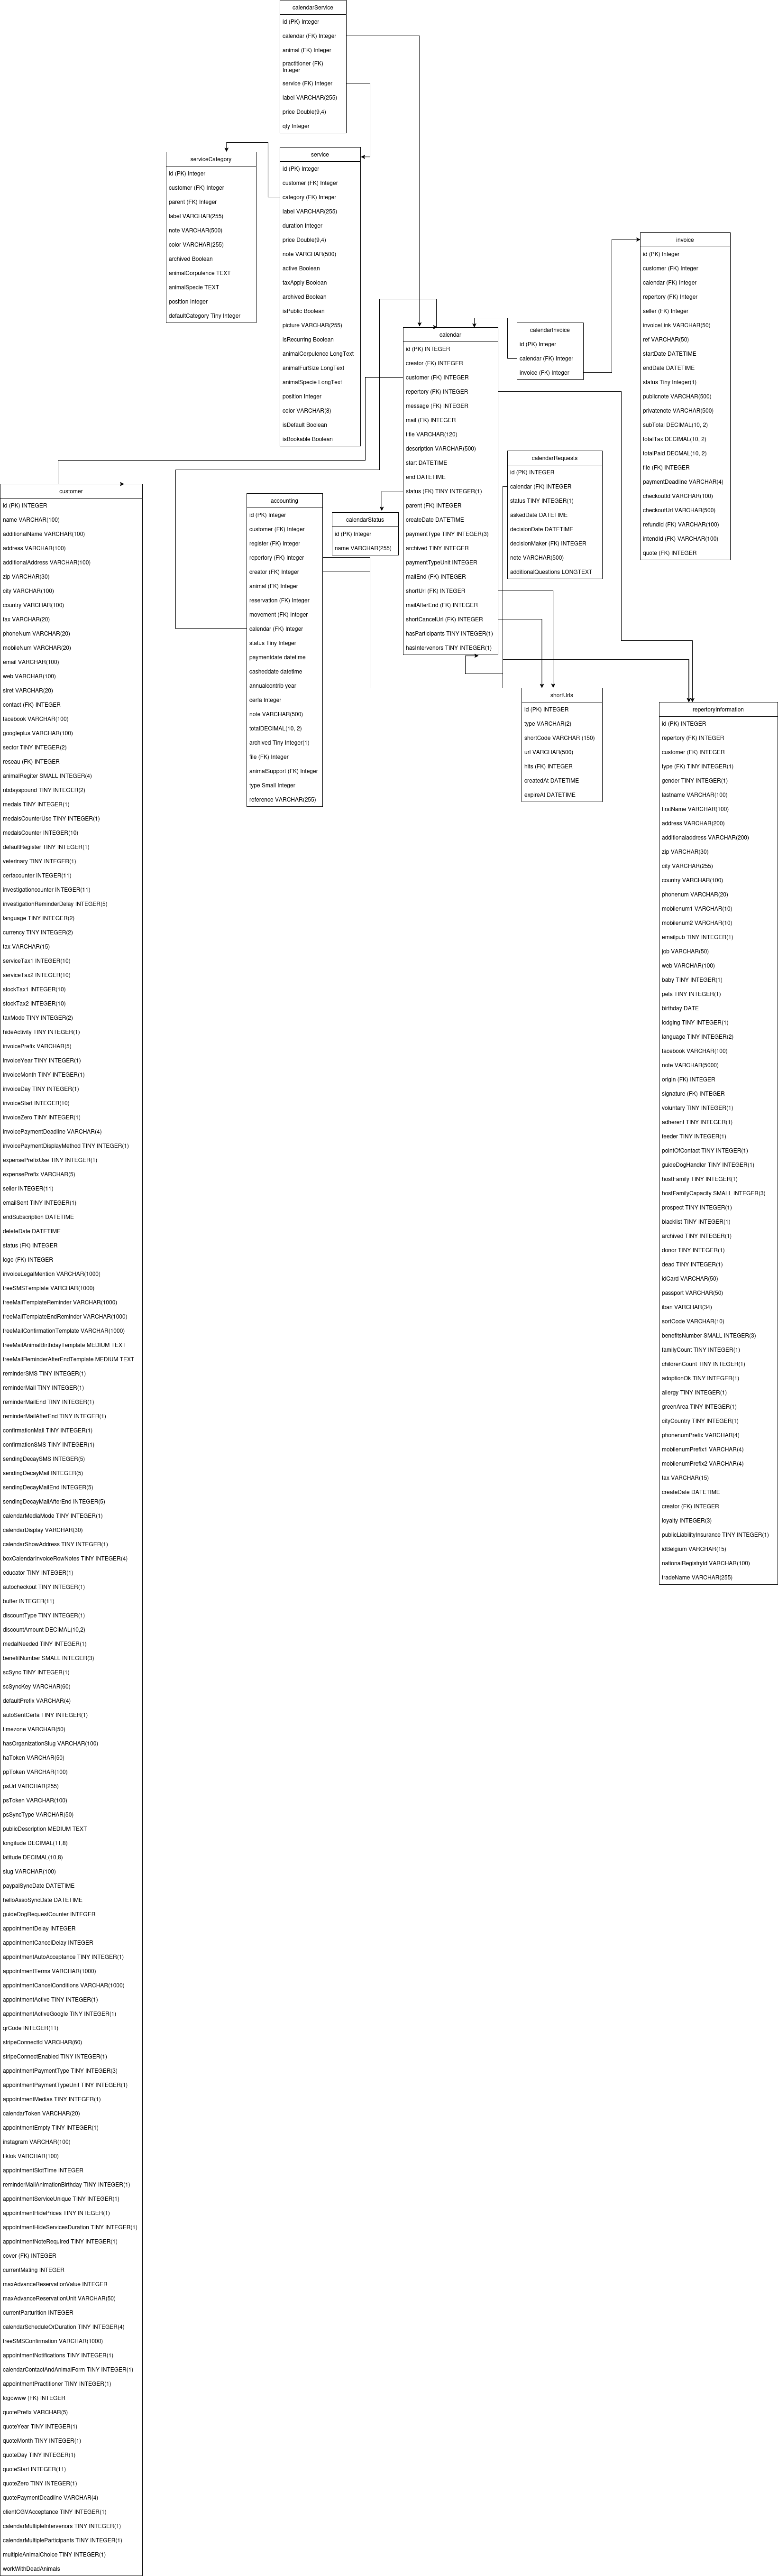 calendarService
id (PK) Integer
calendar (FK) Integer
animal (FK) Integer
practitioner (FK)
Integer
service (FK) Integer
label VARCHAR(255)
price Double(9,4)
qty Integer
service
id (PK) Integer
customer (FK) Integer
category (FK) Integer
label VARCHAR(255)
duration Integer
price Double(9,4)
note VARCHAR(500)
active Boolean
taxApply Boolean
archived Boolean
isPublic Boolean
picture VARCHAR(255)
isRecurring Boolean
animalCorpulence LongText
animalFurSize LongText
animalSpecie LongText
position Integer
color VARCHAR(8)
isDefault Boolean
isBookable Boolean
serviceCategory
id (PK) Integer
customer (FK) Integer
parent (FK) Integer
label VARCHAR(255)
note VARCHAR(500)
color VARCHAR(255)
archived Boolean
animalCorpulence TEXT
animalSpecie TEXT
position Integer
defaultCategory Tiny Integer
invoice
id (PK) Integer
customer (FK) Integer
calendar (FK) Integer
repertory (FK) Integer
seller (FK) Integer
invoiceLink VARCHAR(50)
ref VARCHAR(50)
startDate DATETIME
endDate DATETIME
status Tiny Integer(1)
publicnote VARCHAR(500)
privatenote VARCHAR(500)
subTotal DECIMAL(10, 2)
totalTax DECIMAL(10, 2)
totalPaid DECMAL(10, 2)
file (FK) INTEGER
paymentDeadline VARCHAR(4)
checkoutId VARCHAR(100)
checkoutUrl VARCHAR(500)
refundId (FK) VARCHAR(100)
intendId (FK) VARCHAR(100)
quote (FK) INTEGER
calendarInvoice
id (PK) Integer
calendar (FK) Integer
invoice (FK) Integer
calendar
id (PK) INTEGER
creator (FK) INTEGER
customer (FK) INTEGER
repertory (FK) INTEGER
message (FK) INTEGER
mail (FK) INTEGER
title VARCHAR(120)
description VARCHAR(500)
start DATETIME
end DATETIME
status (FK) TINY INTEGER(1)
parent (FK) INTEGER
createDate DATETIME
paymentType TINY INTEGER(3)
archived TINY INTEGER
paymentTypeUnit INTEGER
mailEnd (FK) INTEGER
shortUrl (FK) INTEGER
mailAfterEnd (FK) INTEGER
shortCancelUrl (FK) INTEGER
hasParticipants TINY INTEGER(1)
hasIntervenors TINY INTEGER(1)
calendarRequests
id (PK) INTEGER
calendar (FK) INTEGER
status TINY INTEGER(1)
askedDate DATETIME
decisionDate DATETIME
decisionMaker (FK) INTEGER
note VARCHAR(500)
additionalQuestions LONGTEXT
calendarStatus
id (PK) Integer
name VARCHAR(255)
accounting
id (PK) Integer
customer (FK) Integer
register (FK) Integer
repertory (FK) Integer
creator (FK) Integer
animal (FK) Integer
reservation (FK) Integer
movement (FK) Integer
calendar (FK) Integer
status Tiny Integer
paymentdate datetime
casheddate datetime
annualcontrib year
cerfa Integer
note VARCHAR(500)
totalDECIMAL(10, 2)
archived Tiny Integer(1)
file (FK) Integer
animalSupport (FK) Integer
type Small Integer
reference VARCHAR(255)
shortUrls
id (PK) INTEGER
type VARCHAR(2)
shortCode VARCHAR (150)
url VARCHAR(500)
hits (FK) INTEGER
createdAt DATETIME
expireAt DATETIME
repertoryInformation
id (PK) INTEGER
repertory (FK) INTEGER
customer (FK) INTEGER
type (FK) TINY INTEGER(1)
gender TINY INTEGER(1)
lastname VARCHAR(100)
firstName VARCHAR(100)
address VARCHAR(200)
additionaladdress VARCHAR(200)
zip VARCHAR(30)
city VARCHAR(255)
country VARCHAR(100)
phonenum VARCHAR(20)
mobilenum1 VARCHAR(10)
mobilenum2 VARCHAR(10)
emailpub TINY INTEGER(1)
job VARCHAR(50)
web VARCHAR(100)
baby TINY INTEGER(1)
pets TINY INTEGER(1)
birthday DATE
lodging TINY INTEGER(1)
language TINY INTEGER(2)
facebook VARCHAR(100)
note VARCHAR(5000)
origin (FK) INTEGER
signature (FK) INTEGER
voluntary TINY INTEGER(1)
adherent TINY INTEGER(1)
feeder TINY INTEGER(1)
pointOfContact TINY INTEGER(1)
guideDogHandler TINY INTEGER(1)
hostFamily TINY INTEGER(1)
hostFamilyCapacity SMALL INTEGER(3)
prospect TINY INTEGER(1)
blacklist TINY INTEGER(1)
archived TINY INTEGER(1)
donor TINY INTEGER(1)
dead TINY INTEGER(1)
idCard VARCHAR(50)
passport VARCHAR(50)
iban VARCHAR(34)
sortCode VARCHAR(10)
benefitsNumber SMALL INTEGER(3)
familyCount TINY INTEGER(1)
childrenCount TINY INTEGER(1)
adoptionOk TINY INTEGER(1)
allergy TINY INTEGER(1)
greenArea TINY INTEGER(1)
cityCountry TINY INTEGER(1)
phonenumPrefix VARCHAR(4)
mobilenumPrefix1 VARCHAR(4)
mobilenumPrefix2 VARCHAR(4)
tax VARCHAR(15)
createDate DATETIME
creator (FK) INTEGER
loyalty INTEGER(3)
publicLiabilityInsurance TINY INTEGER(1)
idBelgium VARCHAR(15)
nationalRegistryId VARCHAR(100)
tradeName VARCHAR(255)
customer
id (PK) INTEGER
name VARCHAR(100)
additionalName VARCHAR(100)
address VARCHAR(100)
additionalAddress VARCHAR(100)
zip VARCHAR(30)
city VARCHAR(100)
country VARCHAR(100)
fax VARCHAR(20)
phoneNum VARCHAR(20)
mobileNum VARCHAR(20)
email VARCHAR(100)
web VARCHAR(100)
siret VARCHAR(20)
contact (FK) INTEGER
facebook VARCHAR(100)
googleplus VARCHAR(100)
sector TINY INTEGER(2)
reseau (FK) INTEGER
animalRegiter SMALL INTEGER(4)
nbdayspound TINY INTEGER(2)
medals TINY INTEGER(1)
medalsCounterUse TINY INTEGER(1)
medalsCounter INTEGER(10)
defaultRegister TINY INTEGER(1)
veterinary TINY INTEGER(1)
cerfacounter INTEGER(11)
investigationcounter INTEGER(11)
investigationReminderDelay INTEGER(5)
language TINY INTEGER(2)
currency TINY INTEGER(2)
tax VARCHAR(15)
serviceTax1 INTEGER(10)
serviceTax2 INTEGER(10)
stockTax1 INTEGER(10)
stockTax2 INTEGER(10)
taxMode TINY INTEGER(2)
hideActivity TINY INTEGER(1)
invoicePrefix VARCHAR(5)
invoiceYear TINY INTEGER(1)
invoiceMonth TINY INTEGER(1)
invoiceDay TINY INTEGER(1)
invoiceStart INTEGER(10)
invoiceZero TINY INTEGER(1)
invoicePaymentDeadline VARCHAR(4)
invoicePaymentDisplayMethod TINY INTEGER(1)
expensePrefixUse TINY INTEGER(1)
expensePrefix VARCHAR(5)
seller INTEGER(11)
emailSent TINY INTEGER(1)
endSubscription DATETIME
deleteDate DATETIME
status (FK) INTEGER
logo (FK) INTEGER
invoiceLegalMention VARCHAR(1000)
freeSMSTemplate VARCHAR(1000)
freeMailTemplateReminder VARCHAR(1000)
freeMailTemplateEndReminder VARCHAR(1000)
freeMailConfirmationTemplate VARCHAR(1000)
freeMailAnimalBirthdayTemplate MEDIUM TEXT
freeMailReminderAfterEndTemplate MEDIUM TEXT
reminderSMS TINY INTEGER(1)
reminderMail TINY INTEGER(1)
reminderMailEnd TINY INTEGER(1)
reminderMailAfterEnd TINY INTEGER(1)
confirmationMail TINY INTEGER(1)
confirmationSMS TINY INTEGER(1)
sendingDecaySMS INTEGER(5)
sendingDecayMail INTEGER(5)
sendingDecayMailEnd INTEGER(5)
sendingDecayMailAfterEnd INTEGER(5)
calendarMediaMode TINY INTEGER(1)
calendarDisplay VARCHAR(30)
calendarShowAddress TINY INTEGER(1)
boxCalendarInvoiceRowNotes TINY INTEGER(4)
educator TINY INTEGER(1)
autocheckout TINY INTEGER(1)
buffer INTEGER(11)
discountType TINY INTEGER(1)
discountAmount DECIMAL(10,2)
medalNeeded TINY INTEGER(1)
benefitNumber SMALL INTEGER(3)
scSync TINY INTEGER(1)
scSyncKey VARCHAR(60)
defaultPrefix VARCHAR(4)
autoSentCerfa TINY INTEGER(1)
timezone VARCHAR(50)
hasOrganizationSlug VARCHAR(100)
haToken VARCHAR(50)
ppToken VARCHAR(100)
psUrl VARCHAR(255)
psToken VARCHAR(100)
psSyncType VARCHAR(50)
publicDescription MEDIUM TEXT
longitude DECIMAL(11,8)
latitude DECIMAL(10,8)
slug VARCHAR(100)
paypalSyncDate DATETIME
helloAssoSyncDate DATETIME
guideDogRequestCounter INTEGER
appointmentDelay INTEGER
appointmentCancelDelay INTEGER
appointmentAutoAcceptance TINY INTEGER(1)
appointmentTerms VARCHAR(1000)
appointmentCancelConditions VARCHAR(1000)
appointmentActive TINY INTEGER(1)
appointmentActiveGoogle TINY INTEGER(1)
qrCode INTEGER(11)
stripeConnectId VARCHAR(60)
stripeConnectEnabled TINY INTEGER(1)
appointmentPaymentType TINY INTEGER(3)
appointmentPaymentTypeUnit TINY INTEGER(1)
appointmentMedias TINY INTEGER(1)
calendarToken VARCHAR(20)
appointmentEmpty TINY INTEGER(1)
instagram VARCHAR(100)
tiktok VARCHAR(100)
appointmentSlotTime INTEGER
reminderMailAnimationBirthday TINY INTEGER(1)
appointmentServiceUnique TINY INTEGER(1)
appointmentHidePrices TINY INTEGER(1)
appointmentHideServicesDuration TINY INTEGER(1)
appointmentNoteRequired TINY INTEGER(1)
cover (FK) INTEGER
currentMating INTEGER
maxAdvanceReservationValue INTEGER
maxAdvanceReservationUnit VARCHAR(50)
currentParturition INTEGER
calendarScheduleOrDuration TINY INTEGER(4)
freeSMSConfirmation VARCHAR(1000)
appointmentNotifications TINY INTEGER(1)
calendarContactAndAnimalForm TINY INTEGER(1)
appointmentPractitioner TINY INTEGER(1)
logowww (FK) INTEGER
quotePrefix VARCHAR(5)
quoteYear TINY INTEGER(1)
quoteMonth TINY INTEGER(1)
quoteDay TINY INTEGER(1)
quoteStart INTEGER(11)
quoteZero TINY INTEGER(1)
quotePaymentDeadline VARCHAR(4)
clientCGVAcceptance TINY INTEGER(1)
calendarMultipleIntervenors TINY INTEGER(1)
calendarMultipleParticipants TINY INTEGER(1)
multipleAnimalChoice TINY INTEGER(1)
workWithDeadAnimals